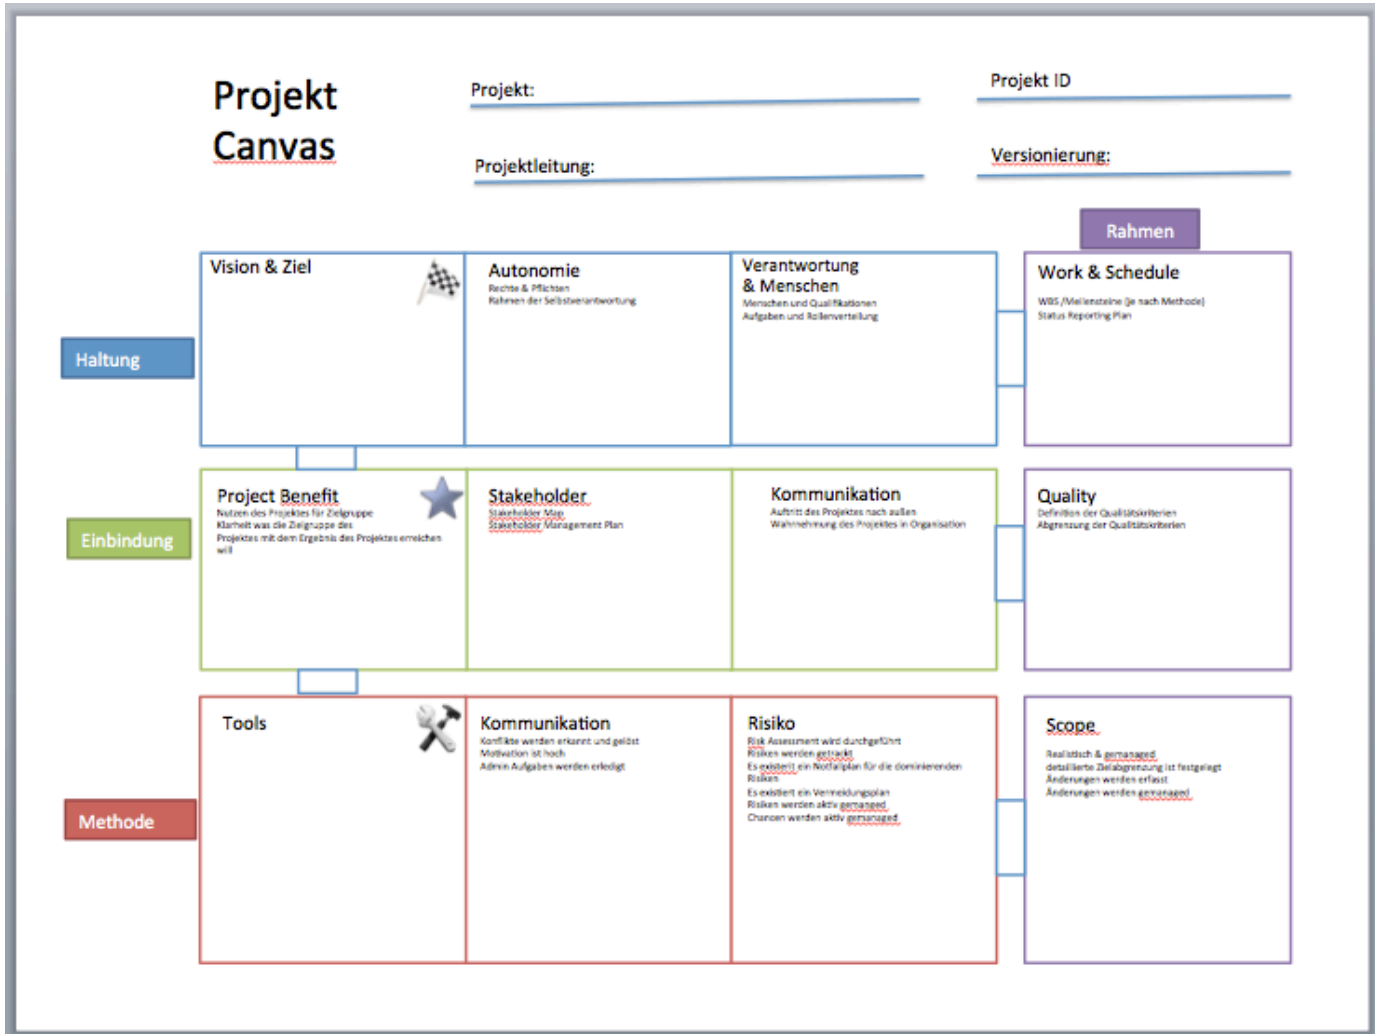 Projekt
Canvas
Projekt:
Projekt ID
Projektleitung:
Versionierung:
Rahmen
Haltung
Vision & Ziel
Autonomie
Rechte & Pflichten
Rahmen der Selbstverantwortung
Verantwortung
& Menschen
Menschen und Qualifikationen
Aufgaben und Rollenverteilung
Work & Schedule
WBS /Meilensteine (je nach Methode)
Status Reporting Plan
Einbindung
Project Benefit
Nutzen des Projektes für Zielgruppe
Klarheit was die Zielgruppe des
Projektes mit dem Ergebnis des Projektes erreichen
will
Stakeholder
Stakeholder Map
Stakeholder Management Plan
Kommunikation
Auftritt des Projektes nach außen
Wahrnehmung des Projektes in Organisation
Quality
Definition der Qualitätskriterien
Abgrenzung der Qualitätskriterien
Methode
Tools
Kommunikation
Konflikte werden erkannt und gelöst
Motivation ist hoch
Admin Aufgaben werden erledigt
Risiko
Risk Assessment wird durchgeführt
Risiken werden getrackt
Es existerit ein Notfallplan für die dominierenden
Risiken
Es existiert ein Vermeidungsplan
Risiken werden aktiv gemanged
Chancen werden aktiv gemanaged
Scope
Realistisch & gemanaged
detaillierte Zielabgrenzung ist festgelegt
Änderungen werden erfasst
Änderungen werden gemanaged